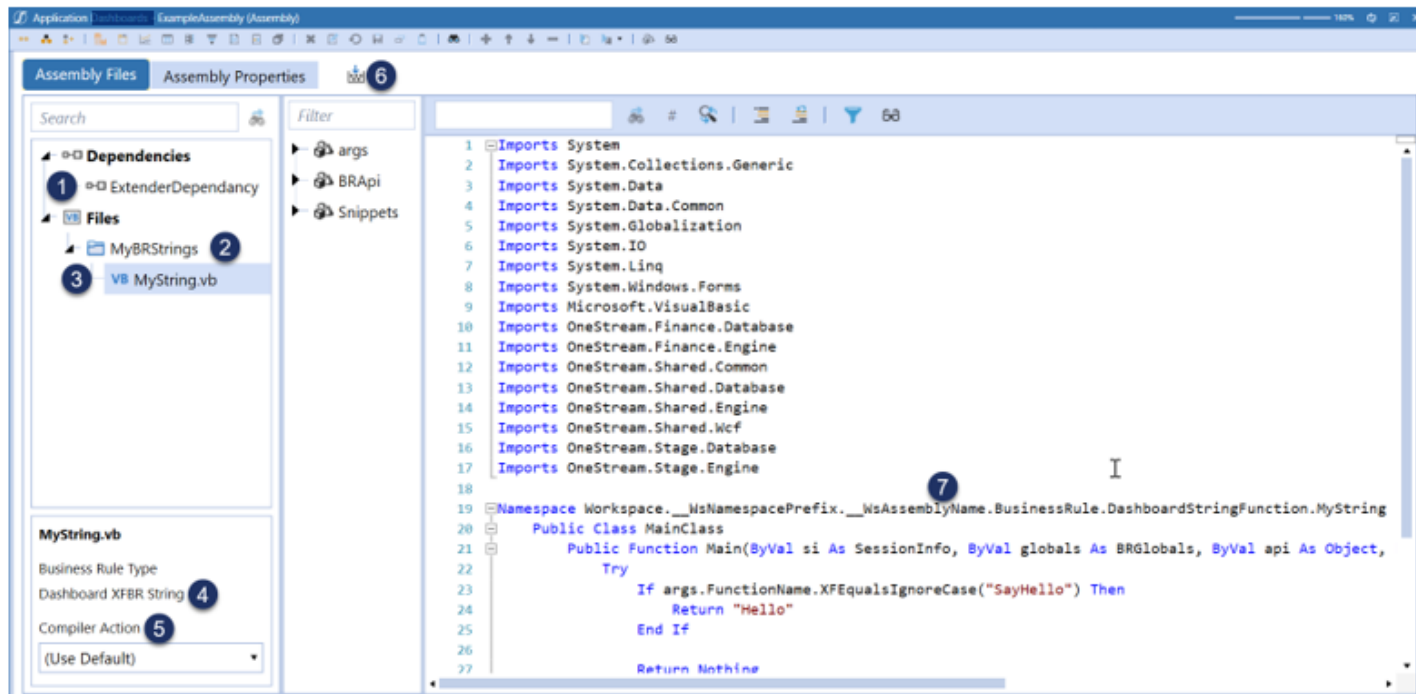 Application Dashboards - ExampleAssembly (Assembly)
160%
Assembly Files
Assembly Properties
6
Search
Dependencies
1
ExtenderDependancy
Files
MyBRStrings
2
3
VB MyString.vb
MyString.vb
Business Rule Type
Dashboard XFBR String
4
Compiler Action
5
(Use Default)
Filter
args
BRApi
Snippets
#
1 Imports System
2 Imports System.Collections.Generic
3 Imports System.Data
4 Imports System.Data.Common
5 Imports System.Globalization
6 Imports System.IO
7 Imports System.Linq
8 Imports System.Windows.Forms
9 Imports Microsoft.VisualBasic
10 Imports OneStream.Finance.Database
11 Imports OneStream.Finance.Engine
12 Imports OneStream.Shared.Common
13 Imports OneStream.Shared.Database
14 Imports OneStream.Shared.Engine
15 Imports OneStream.Shared.Wcf
16 Imports OneStream.Stage.Database
17 Imports OneStream.Stage.Engine
18
7
19 Namespace Workspace.__WsNamespacePrefix.__WsAssemblyName.BusinessRule.DashboardStringFunction.MyString
20 Public Class MainClass
21 Public Function Main(ByVal si As SessionInfo, ByVal globals As BRGlobals, ByVal api As Object,
22 Try
23 If args.FunctionName.XFEqualsIgnoreCase("SayHello") Then
24 Return "Hello"
25 End If
26
27 Return Nothing